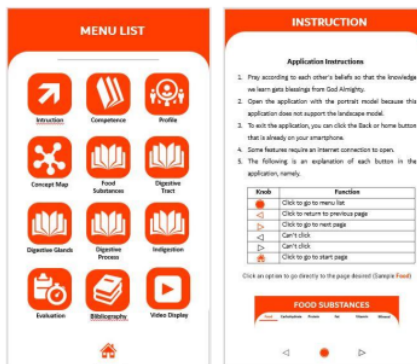 MENU LIST
Intruction
Competence
Profile
Concept Map
Food
Substances
Digestive
Tract
Digestive Glands
Digestive
Process
Indigestion
Evaluation
Bibliography
Video Display
INSTRUCTION
Application Instructions
1. Pray according to each other's beliefs so that the knowledge
we learn gets blessings from God Almighty.
2. Open the application with the portrait model because this
application does not support the landscape model.
3. To exit the application, you can click the Back or home button
that is already on your smartphone.
4. Some features require an internet connection to open.
5. The following is an explanation of each button in the
application, namely.
Knob Function
Click to go to menu list
Click to return to previous page
Click to go to next page
Can't click
Can't click
Click to go to start page
Click an option to go directly to the page desired (Sample Food)
FOOD SUBSTANCES
Food Carbohydrate Protein Fat Vitamin Mineral